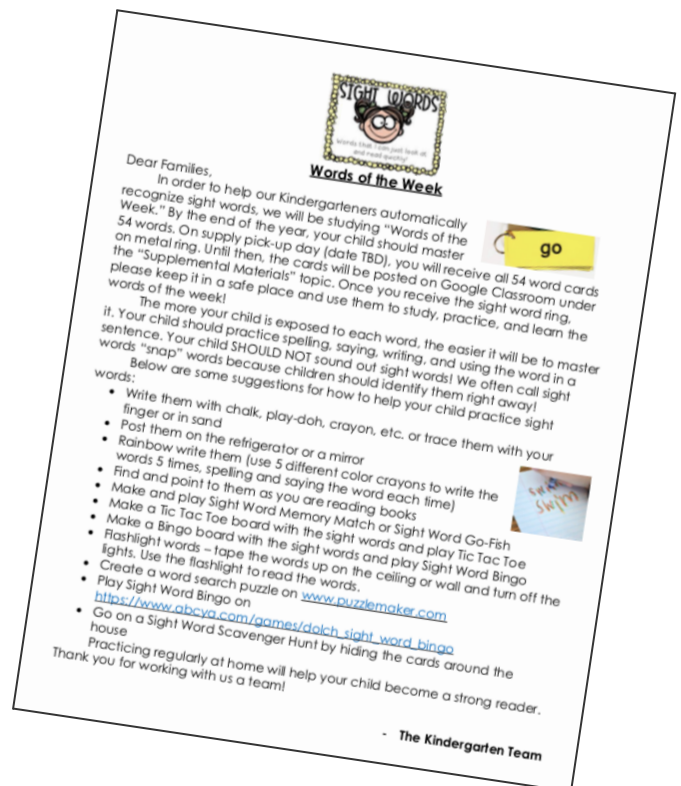 SIGHT WORDS
Words that I can just look at
and read quickly!
Words of the Week
Dear Families,
In order to help our Kindergarteners automatically
recognize sight words, we will be studying "Words of the
Week." By the end of the year, your child should master
54 words. On supply pick-up day (date TBD), you will receive all 54 word cards
on metal ring. Until then, the cards will be posted on Google Classroom under
the "Supplemental Materials" topic. Once you receive the sight word ring,
please keep it in a safe place and use them to study, practice, and learn the
words of the week!
go
The more your child is exposed to each word, the easier it will be to master
it. Your child should practice spelling, saying, writing, and using the word in a
sentence. Your child SHOULD NOT sound out sight words! We often call sight
words "snap" words because children should identify them right away!
Below are some suggestions for how to help your child practice sight
words:
• Write them with chalk, play-doh, crayon, etc. or trace them with your
finger or in sand
• Post them on the refrigerator or a mirror
• Rainbow write them (use 5 different color crayons to write the
words 5 times, spelling and saying the word each time)
• Find and point to them as you are reading books
• Make and play Sight Word Memory Match or Sight Word Go-Fish
• Make a Tic Tac Toe board with the sight words and play Tic Tac Toe
• Make a Bingo board with the sight words and play Sight Word Bingo
• Flashlight words – tape the words up on the ceiling or wall and turn off the
lights. Use the flashlight to read the words.
• Create a word search puzzle on www.puzzlemaker.com
• Play Sight Word Bingo on
https://www.abcya.com/games/dolch_sight_word_bingo
• Go on a Sight Word Scavenger Hunt by hiding the cards around the
house
swim
Practicing regularly at home will help your child become a strong reader.
Thank you for working with us a team!
- The Kindergarten Team